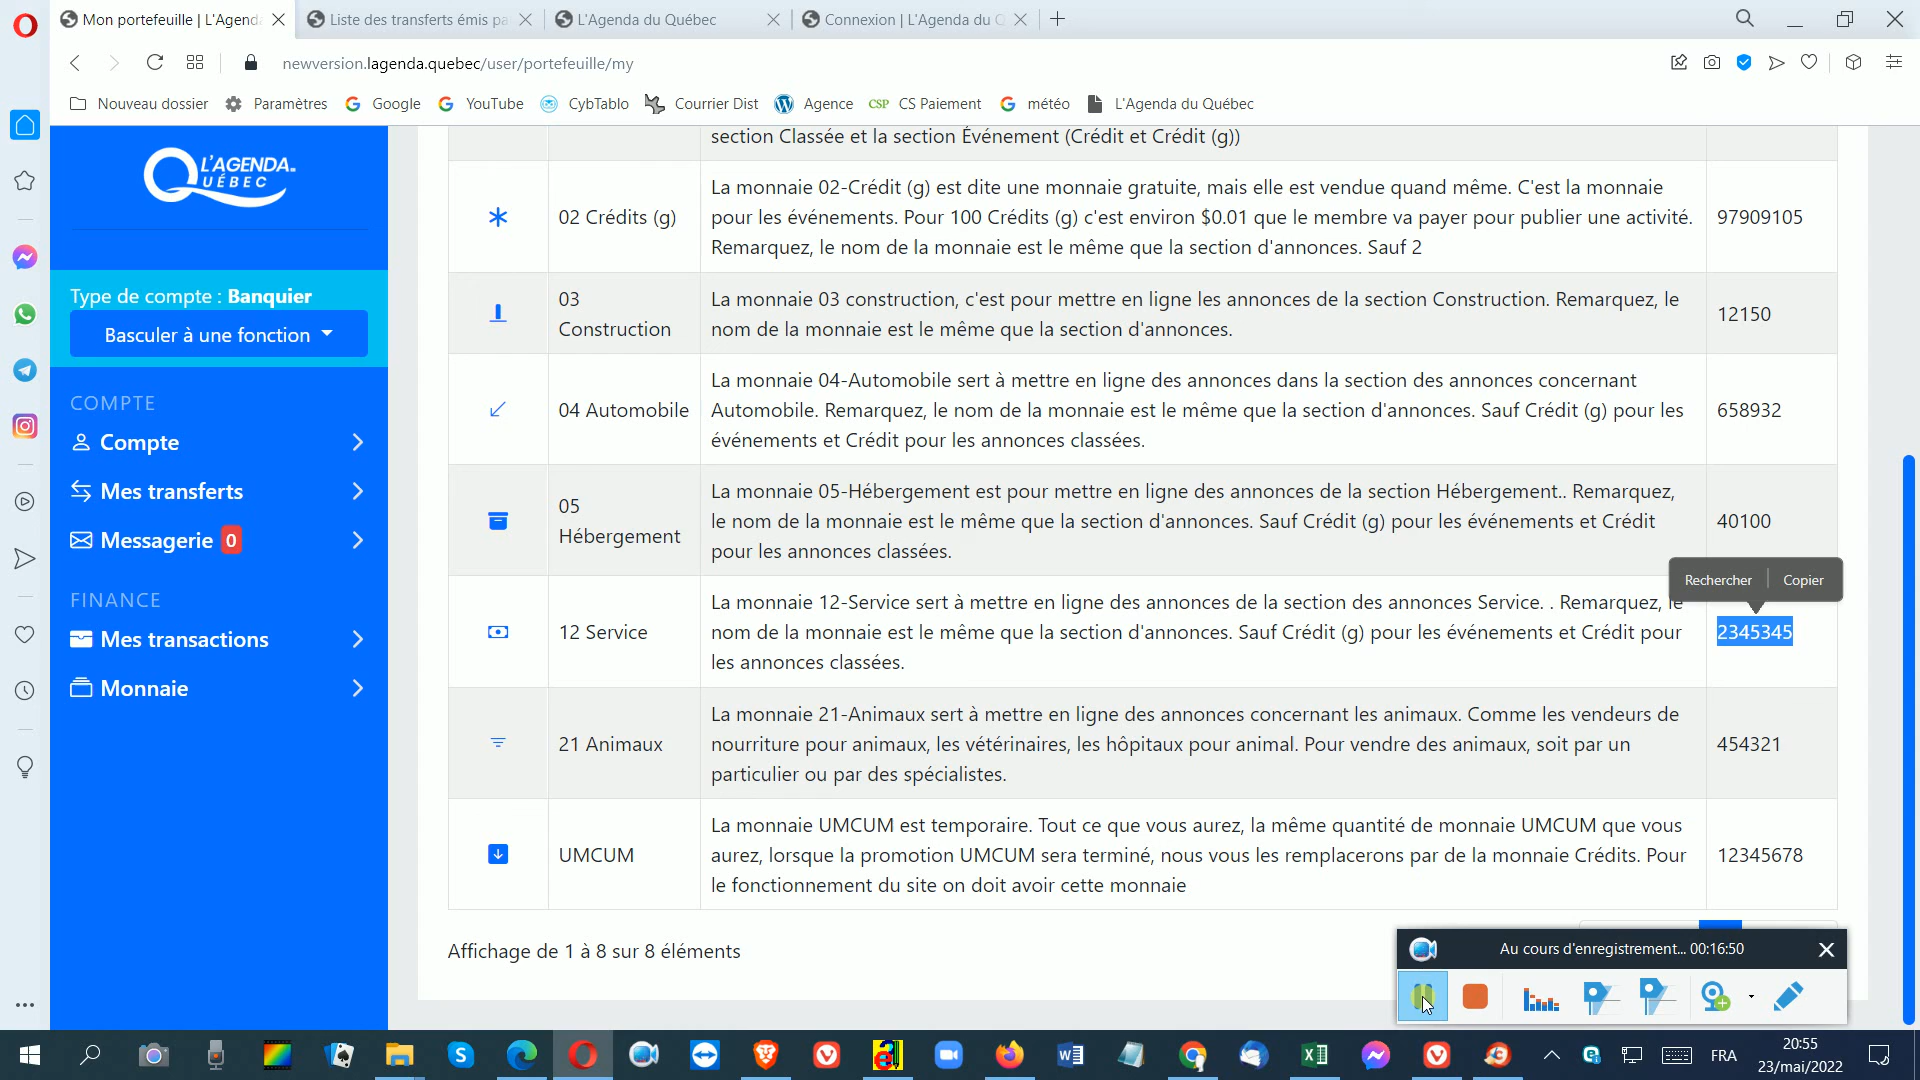 Mon portefeuille | L'Agenda
Liste des transferts émis pa
L'Agenda du Québec
Connexion | L'Agenda du Q
newversion.lagenda.quebec/user/portefeuille/my
Nouveau dossier
Paramètres
Google
YouTube
CybTablo
Courrier Dist
Agence
CSP CS Paiement
météo
L'Agenda du Québec
L'AGENDA.
QUÉBEC
Type de compte : Banquier
Basculer à une fonction
COMPTE
Compte
Mes transferts
Messagerie 0
FINANCE
Mes transactions
Monnaie
section Classée et la section Événement (Crédit et Crédit (g))
02 Crédits (g)
La monnaie 02-Crédit (g) est dite une monnaie gratuite, mais elle est vendue quand même. C'est la monnaie
pour les événements. Pour 100 Crédits (g) c'est environ $0.01 que le membre va payer pour publier une activité.
Remarquez, le nom de la monnaie est le même que la section d'annonces. Sauf 2
97909105
03
Construction
La monnaie 03 construction, c'est pour mettre en ligne les annonces de la section Construction. Remarquez, le
nom de la monnaie est le même que la section d'annonces.
12150
04 Automobile
La monnaie 04-Automobile sert à mettre en ligne des annonces dans la section des annonces concernant
Automobile. Remarquez, le nom de la monnaie est le même que la section d'annonces. Sauf Crédit (g) pour les
événements et Crédit pour les annonces classées.
658932
05
Hébergement
La monnaie 05-Hébergement est pour mettre en ligne des annonces de la section Hébergement.. Remarquez,
le nom de la monnaie est le même que la section d'annonces. Sauf Crédit (g) pour les événements et Crédit
pour les annonces classées.
40100
Rechercher
Copier
12 Service
La monnaie 12-Service sert à mettre en ligne des annonces de la section des annonces Service. . Remarquez, le
nom de la monnaie est le même que la section d'annonces. Sauf Crédit (g) pour les événements et Crédit pour
les annonces classées.
2345345
21 Animaux
La monnaie 21-Animaux sert à mettre en ligne des annonces concernant les animaux. Comme les vendeurs de
nourriture pour animaux, les vétérinaires, les hôpitaux pour animal. Pour vendre des animaux, soit par un
particulier ou par des spécialistes.
454321
UMCUM
La monnaie UMCUM est temporaire. Tout ce que vous aurez, la même quantité de monnaie UMCUM que vous
aurez, lorsque la promotion UMCUM sera terminé, nous vous les remplacerons par de la monnaie Crédits. Pour
le fonctionnement du site on doit avoir cette monnaie
12345678
Affichage de 1 à 8 sur 8 éléments
Au cours d'enregistrement... 00:16:50
FRA
20:55
23/mai/2022